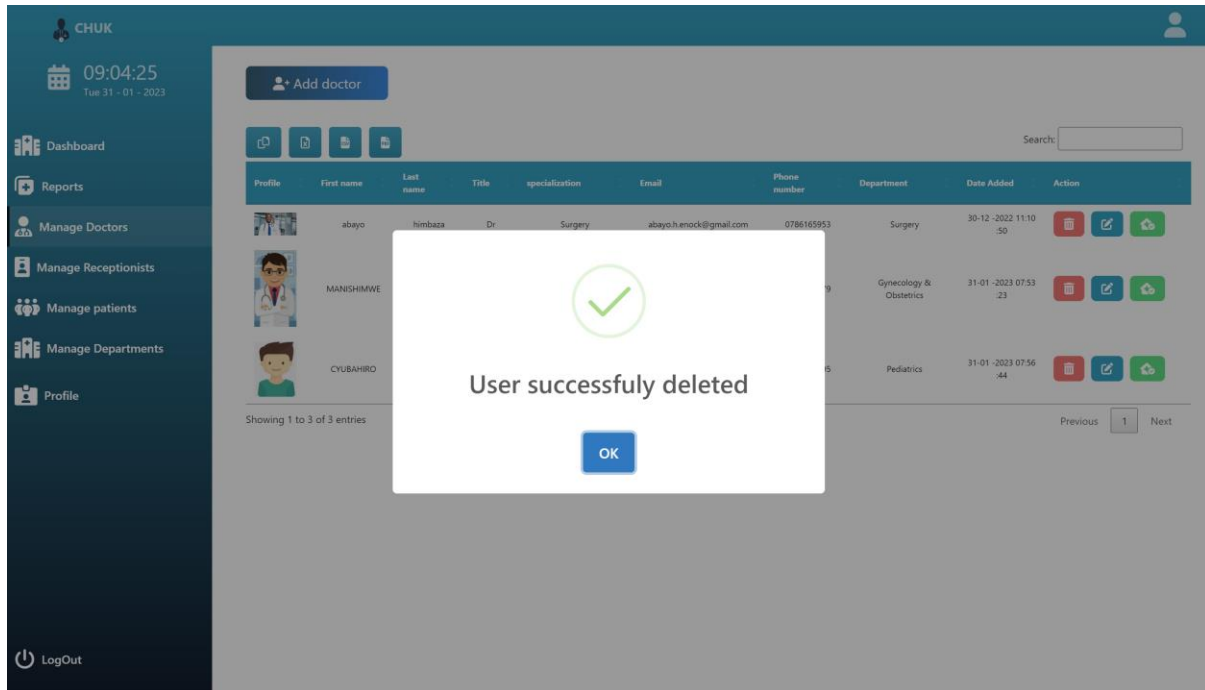 CHUK
09:04:25
Tue 31 - 01 - 2023
Dashboard
Reports
Manage Doctors
Manage Receptionists
Manage patients
Manage Departments
Profile
LogOut
Add doctor
Search:
Profile First name Last name Title specialization Email Phone number Department Date Added Action
abayo himbaza Dr Surgery abayo.h.enock@gmail.com 0786165953 Surgery 30-12 -2022 11:10
:50
MANISHIMWE 9 Gynecology & Obstetrics 31-01 -2023 07:53
:23
CYUBAHIRO 5 Pediatrics 31-01 -2023 07:56
:44
User successfuly deleted
OK
Showing 1 to 3 of 3 entries
Previous 1 Next